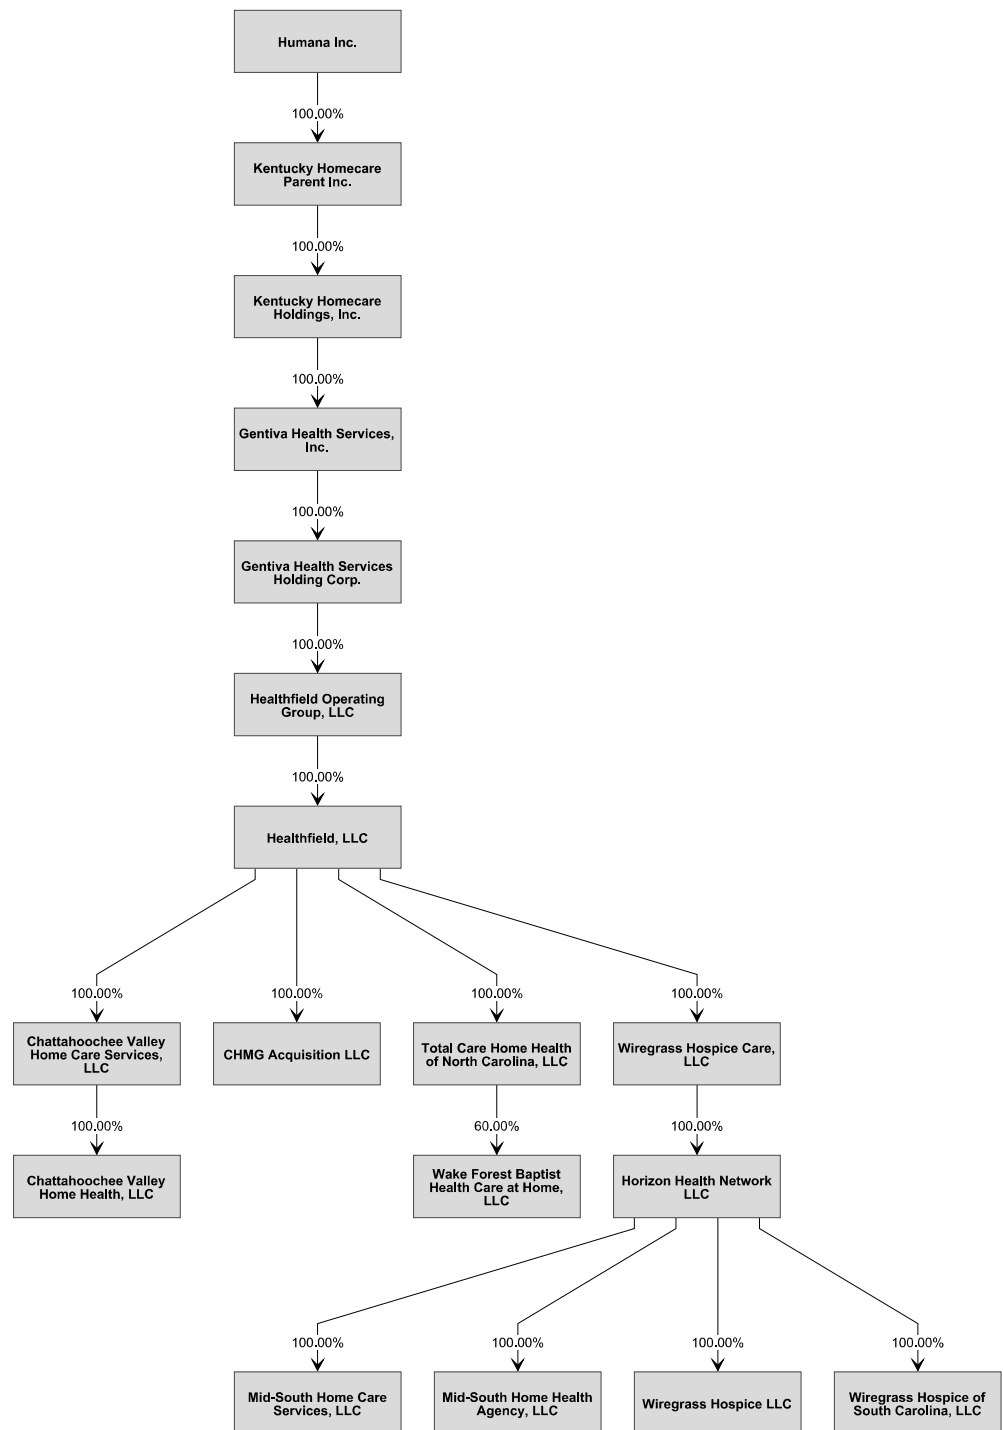 Humana Inc.
100.00%
Kentucky Homecare
Parent Inc.
100.00%
Kentucky Homecare
Holdings, Inc.
100.00%
Gentiva Health Services,
Inc.
100.00%
Gentiva Health Services
Holding Corp.
100.00%
Healthfield Operating
Group, LLC
100.00%
Healthfield, LLC
100.00%
100.00%
100.00%
100.00%
Chattahoochee Valley
Home Care Services,
LLC
CHMG Acquisition LLC
Total Care Home Health
of North Carolina, LLC
Wiregrass Hospice Care,
LLC
100.00%
60.00%
100.00%
Chattahoochee Valley
Home Health, LLC
Wake Forest Baptist
Health Care at Home,
LLC
Horizon Health Network
LLC
100.00%
100.00%
100.00%
100.00%
Mid-South Home Care
Services, LLC
Mid-South Home Health
Agency, LLC
Wiregrass Hospice LLC
Wiregrass Hospice of
South Carolina, LLC